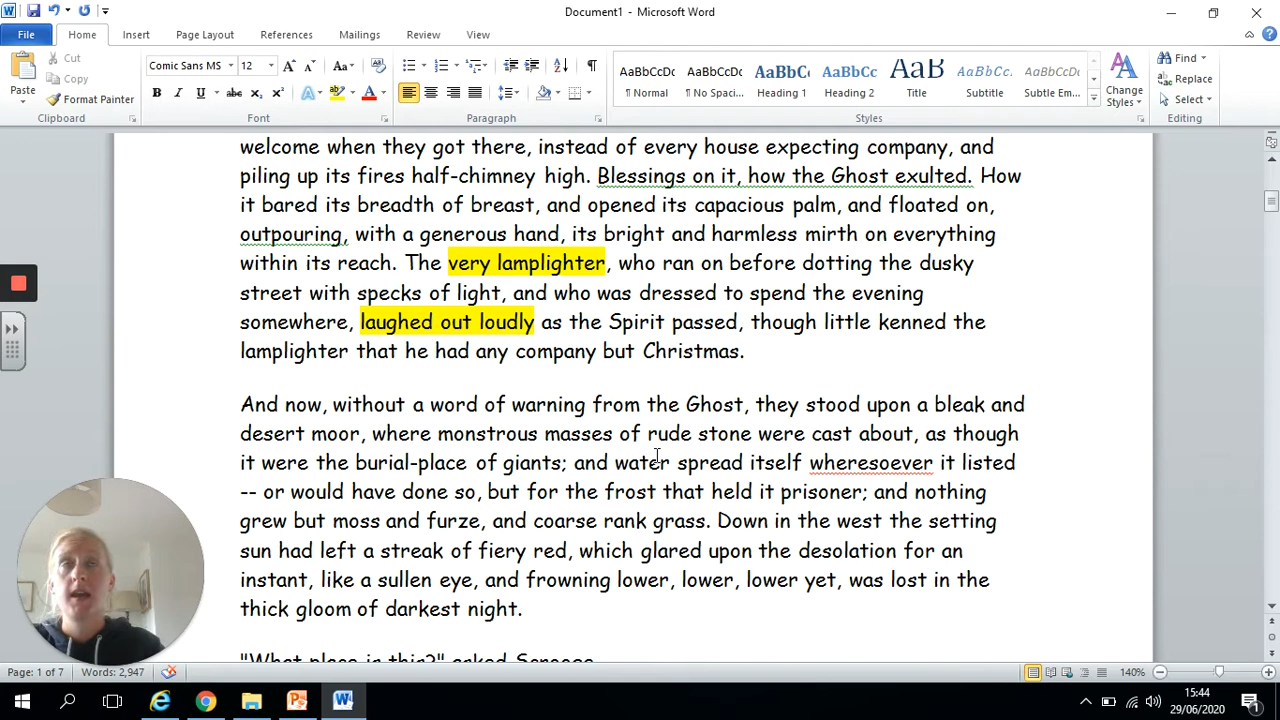 Document1 - Microsoft Word
File Home Insert Page Layout References Mailings Review View
Paste
Cut
Copy
Format Painter
Clipboard
Comic Sans MS 12
Font
Paragraph
AaBbCcDc AaBbCcDc AaBbCc AaBbCc AaB AaBbCcDc AaBbCcDc
¶ Normal ¶ No Spaci... Heading 1 Heading 2 Title Subtitle Subtle Em...
Styles
Change Styles
Find
Replace
Select
Editing
welcome when they got there, instead of every house expecting company, and
piling up its fires half-chimney high. Blessings on it, how the Ghost exulted. How
it bared its breadth of breast, and opened its capacious palm, and floated on,
outpouring, with a generous hand, its bright and harmless mirth on everything
within its reach. The very lamplighter, who ran on before dotting the dusky
street with specks of light, and who was dressed to spend the evening
somewhere, laughed out loudly as the Spirit passed, though little kenned the
lamplighter that he had any company but Christmas.
And now, without a word of warning from the Ghost, they stood upon a bleak and
desert moor, where monstrous masses of rude stone were cast about, as though
it were the burial-place of giants; and water spread itself wheresoever it listed
-- or would have done so, but for the frost that held it prisoner; and nothing
grew but moss and furze, and coarse rank grass. Down in the west the setting
sun had left a streak of fiery red, which glared upon the desolation for an
instant, like a sullen eye, and frowning lower, lower, lower yet, was lost in the
thick gloom of darkest night.
"What place is this?" asked Scrooge.
Page: 1 of 7 Words: 2,947 140%
15:44
29/06/2020